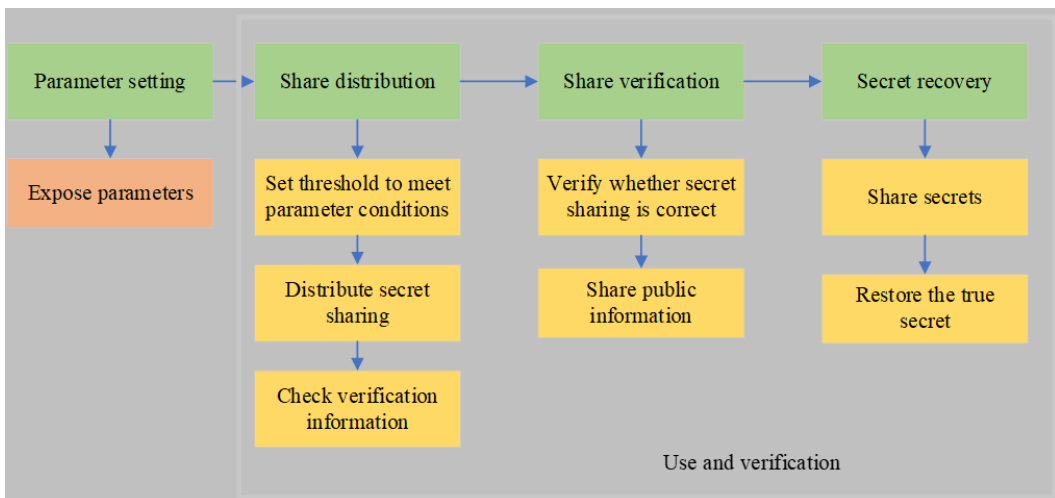 Parameter setting
Share distribution
Share verification
Secret recovery
Expose parameters
Set threshold to meet
parameter conditions
Verify whether secret
sharing is correct
Share secrets
Distribute secret
sharing
Share public
information
Restore the true
secret
Check verification
information
Use and verification